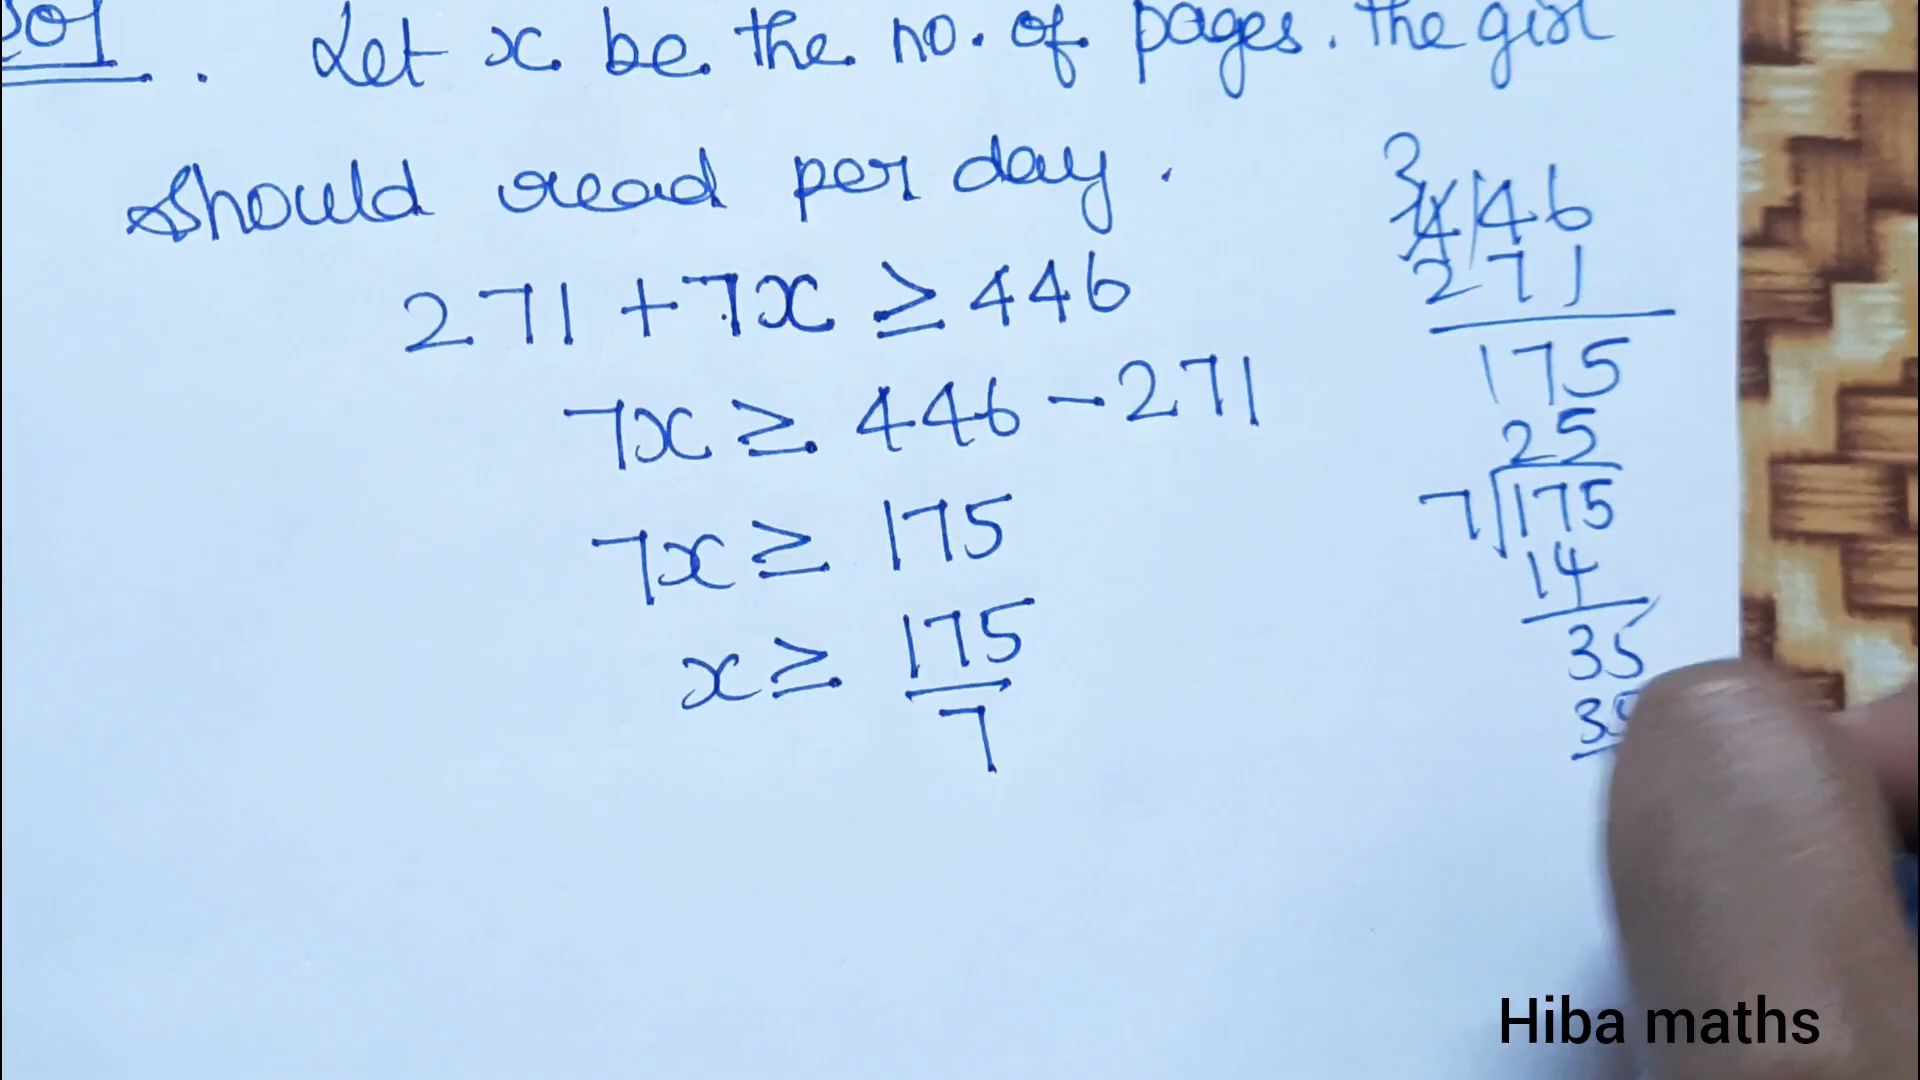 Sol
. Let x be the no. of pages. the girl
should read per day.
271 + 7x ≥ 446
7x ≥ 446 - 271
7x ≥ 175
x ≥ 175
7
3
446
271
175
25
7 175
14
35
Hiba maths